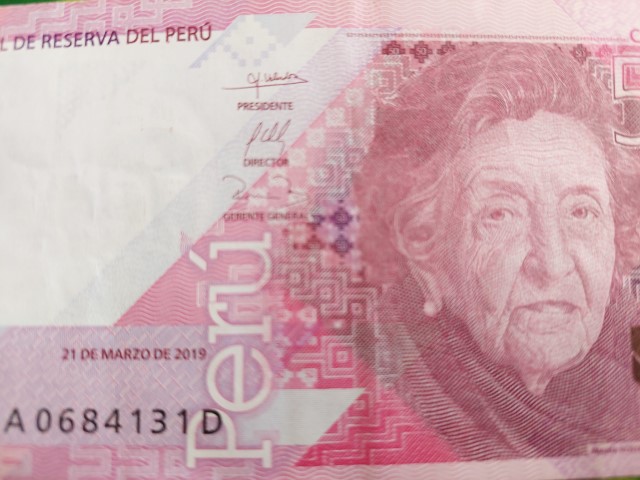 L DE RESERVA DEL PERÚ
PRESIDENTE
DIRECTOR
GERENTE GENERAL
perú
21 DE MARZO DE 2019
A0684131D